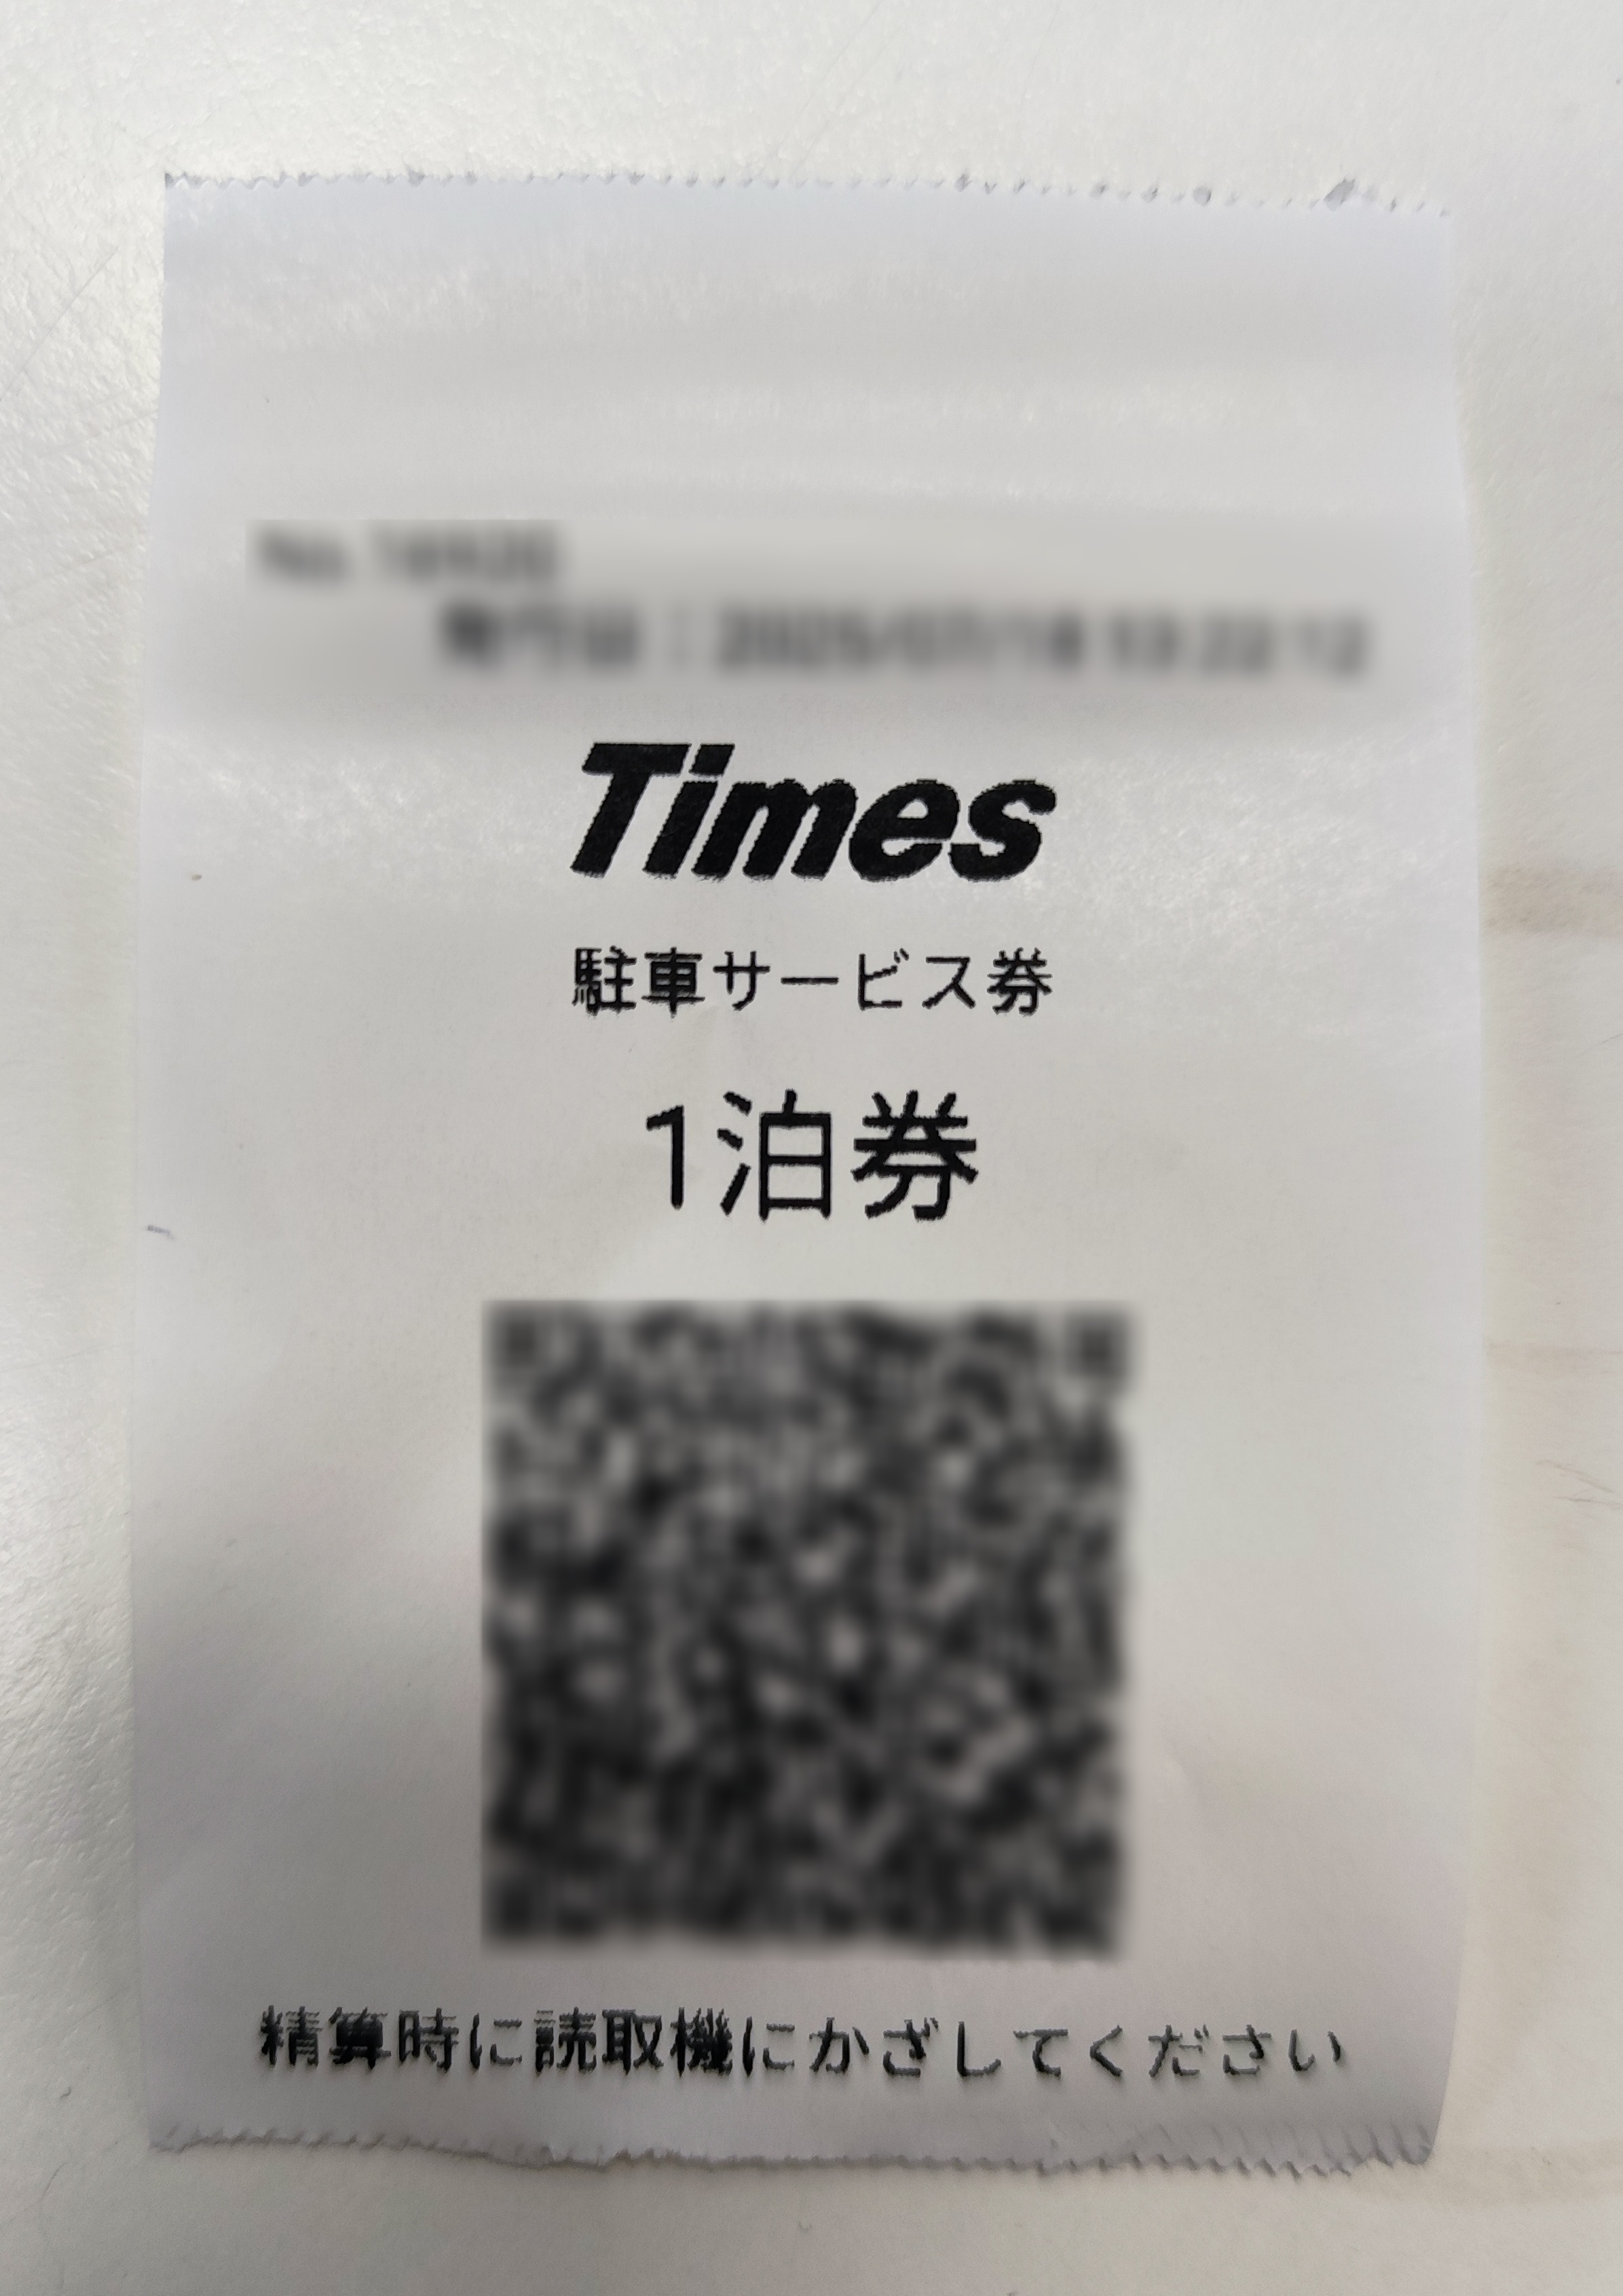 Times
駐車サービス券
1泊券
精算時に読取機にかざしてください